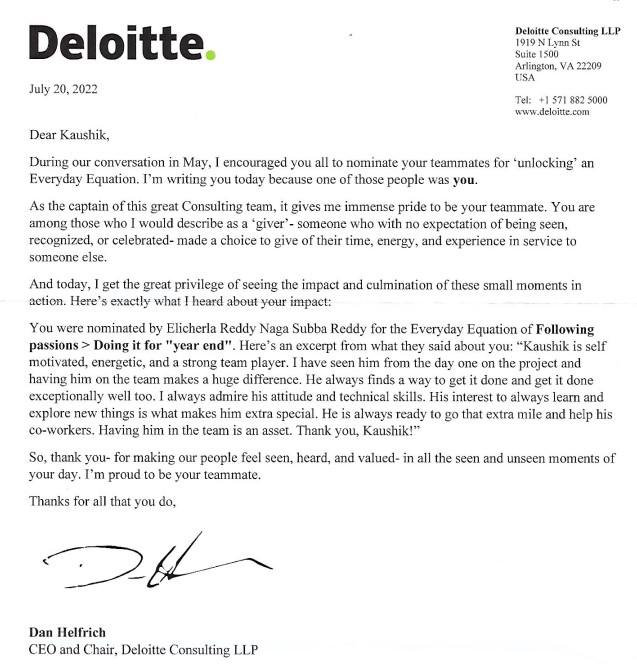 Deloitte.
Deloitte Consulting LLP
1919 N Lynn St
Suite 1500
Arlington, VA 22209
USA
Tel: +1 571 882 5000
www.deloitte.com
July 20, 2022
Dear Kaushik,
During our conversation in May, I encouraged you all to nominate your teammates for ‘unlocking’ an
Everyday Equation. I’m writing you today because one of those people was you.
As the captain of this great Consulting team, it gives me immense pride to be your teammate. You are
among those who I would describe as a ‘giver’- someone who with no expectation of being seen,
recognized, or celebrated- made a choice to give of their time, energy, and experience in service to
someone else.
And today, I get the great privilege of seeing the impact and culmination of these small moments in
action. Here’s exactly what I heard about your impact:
You were nominated by Elicherla Reddy Naga Subba Reddy for the Everyday Equation of Following
passions > Doing it for "year end". Here’s an excerpt from what they said about you: “Kaushik is self
motivated, energetic, and a strong team player. I have seen him from the day one on the project and
having him on the team makes a huge difference. He always finds a way to get it done and get it done
exceptionally well too. I always admire his attitude and technical skills. His interest to always learn and
explore new things is what makes him extra special. He is always ready to go that extra mile and help his
co-workers. Having him in the team is an asset. Thank you, Kaushik!”
So, thank you- for making our people feel seen, heard, and valued- in all the seen and unseen moments of
your day. I’m proud to be your teammate.
Thanks for all that you do,
Dan Helfrich
CEO and Chair, Deloitte Consulting LLP